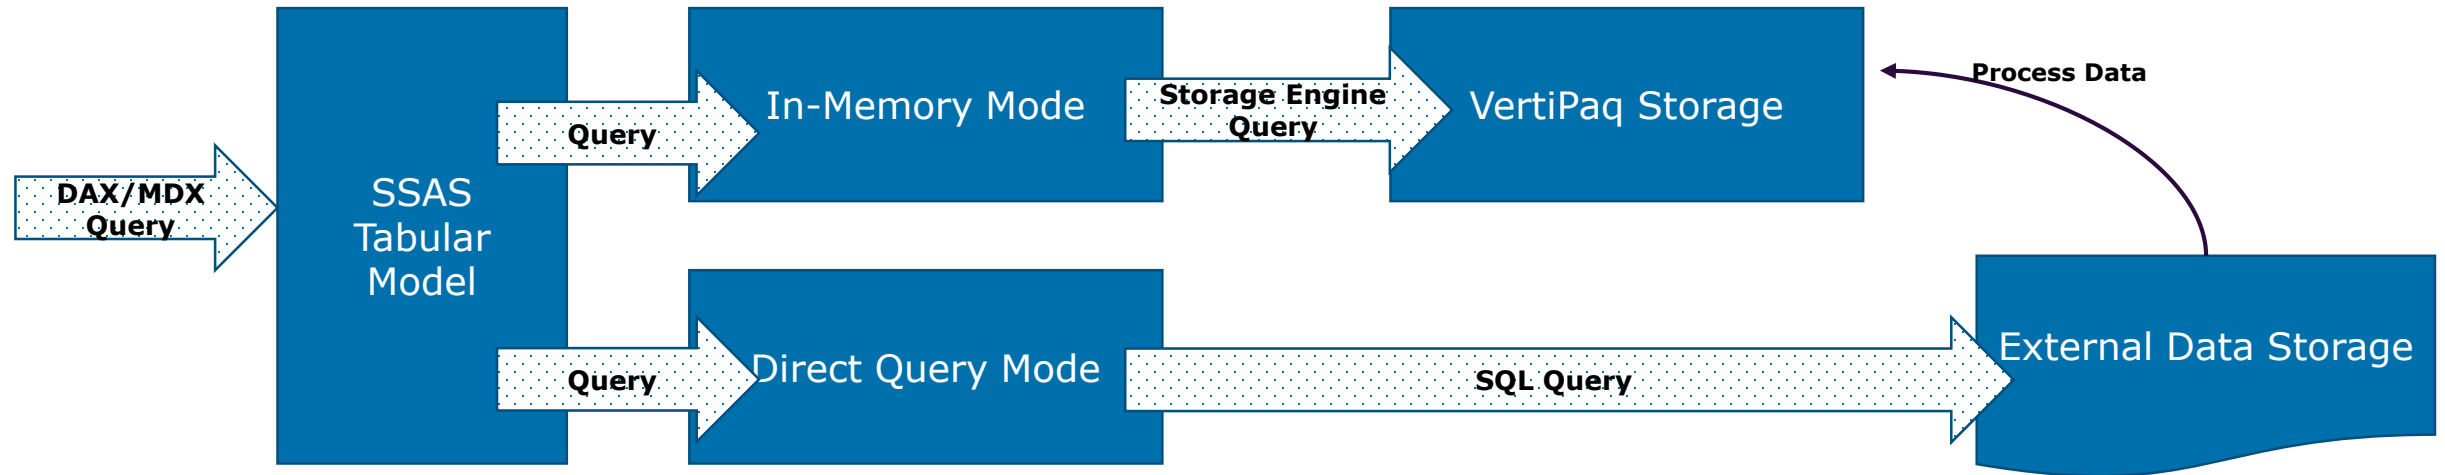 DAX/MDX
Query
SSAS
Tabular
Model
Query
In-Memory Mode
Storage Engine
Query
VertiPaq Storage
Process Data
Query
Direct Query Mode
SQL Query
External Data Storage